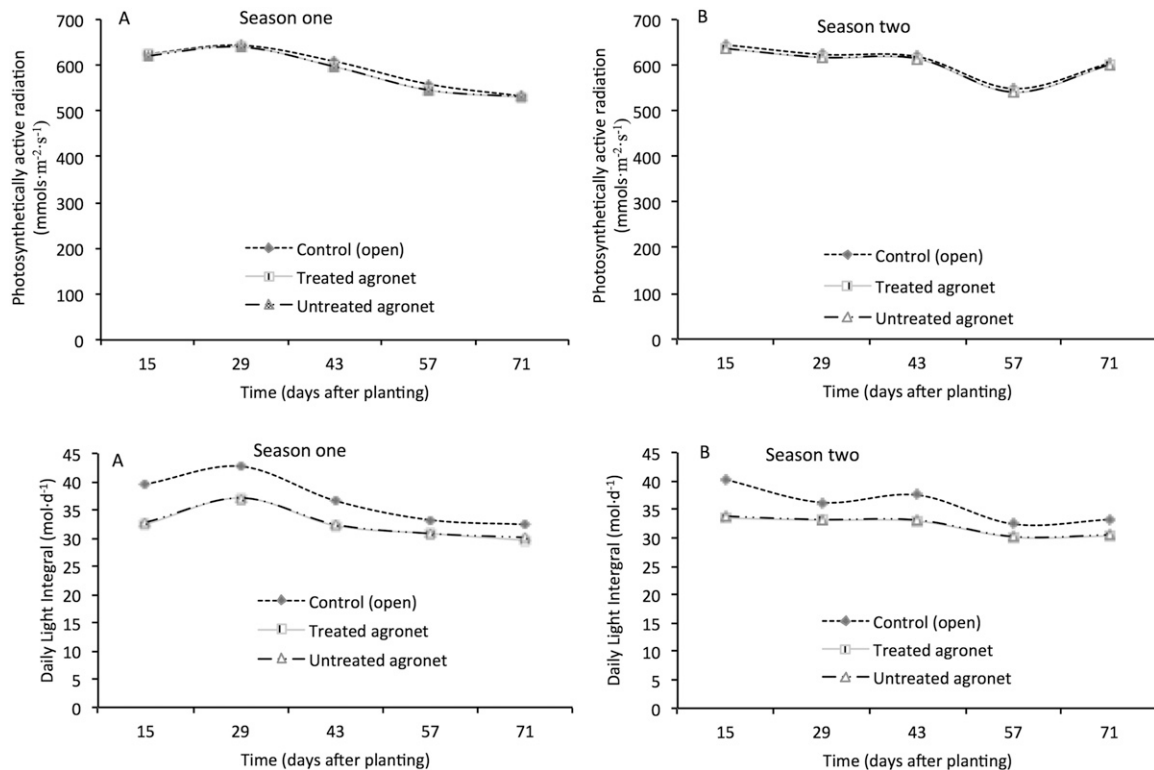 A
Season one
Photosynthetically active radiation
(mmols·m⁻²·s⁻¹)
700
600
500
400
300
200
100
0
Control (open)
Treated agronet
Untreated agronet
15 29 43 57 71
Time (days after planting)
B
Season two
Photosynthetically active radiation
(mmols·m⁻²·s⁻¹)
700
600
500
400
300
200
100
0
Control (open)
Treated agronet
Untreated agronet
15 29 43 57 71
Time (days after planting)
A
Season one
Daily Light Integral (mol·d⁻¹)
45
40
35
30
25
20
15
10
5
0
Control (open)
Treated agronet
Untreated agronet
15 29 43 57 71
Time (days after planting)
B
Season two
Daily Light Intergral (mol·d⁻¹)
45
40
35
30
25
20
15
10
5
0
Control (open)
Treated agronet
Untreated agronet
15 29 43 57 71
Time (days after planting)